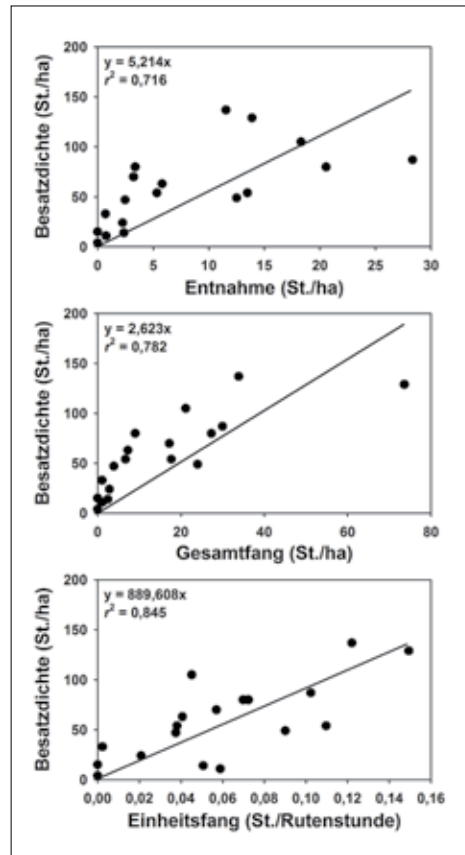 y = 5,214x
r² = 0,716
Besatzdichte (St./ha)
200
150
100
50
0
0 5 10 15 20 25 30
Entnahme (St./ha)
y = 2,623x
r² = 0,782
Besatzdichte (St./ha)
200
150
100
50
0
0 20 40 60 80
Gesamtfang (St./ha)
y = 889,608x
r² = 0,845
Besatzdichte (St./ha)
200
150
100
50
0
0,00 0,02 0,04 0,06 0,08 0,10 0,12 0,14 0,16
Einheitsfang (St./Rutenstunde)